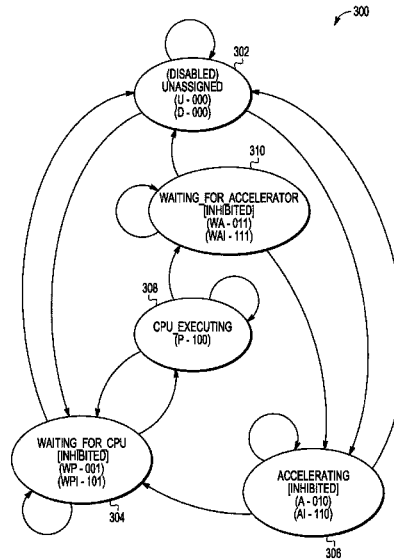 300
302
(DISABLED)
UNASSIGNED
(U - 000)
(D - 000)
310
WAITING_FOR_ACCELERATOR
[INHIBITED]
(WA - 011)
(WAI - 111)
308
CPU_EXECUTING
(P - 100)
WAITING_FOR_CPU
[INHIBITED]
(WP - 001)
(WPI - 101)
304
ACCELERATING
[INHIBITED]
(A - 010)
(AI - 110)
306